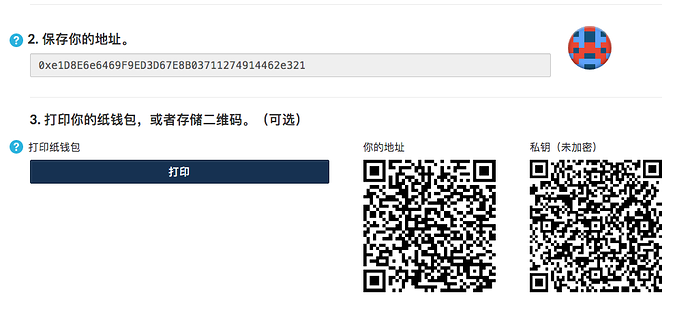 ? 2. 保存你的地址。
0xe1D8E6e6469F9ED3D67E8B03711274914462e321
3. 打印你的纸钱包，或者存储二维码。（可选）
? 打印纸钱包
打印
你的地址
私钥（未加密）